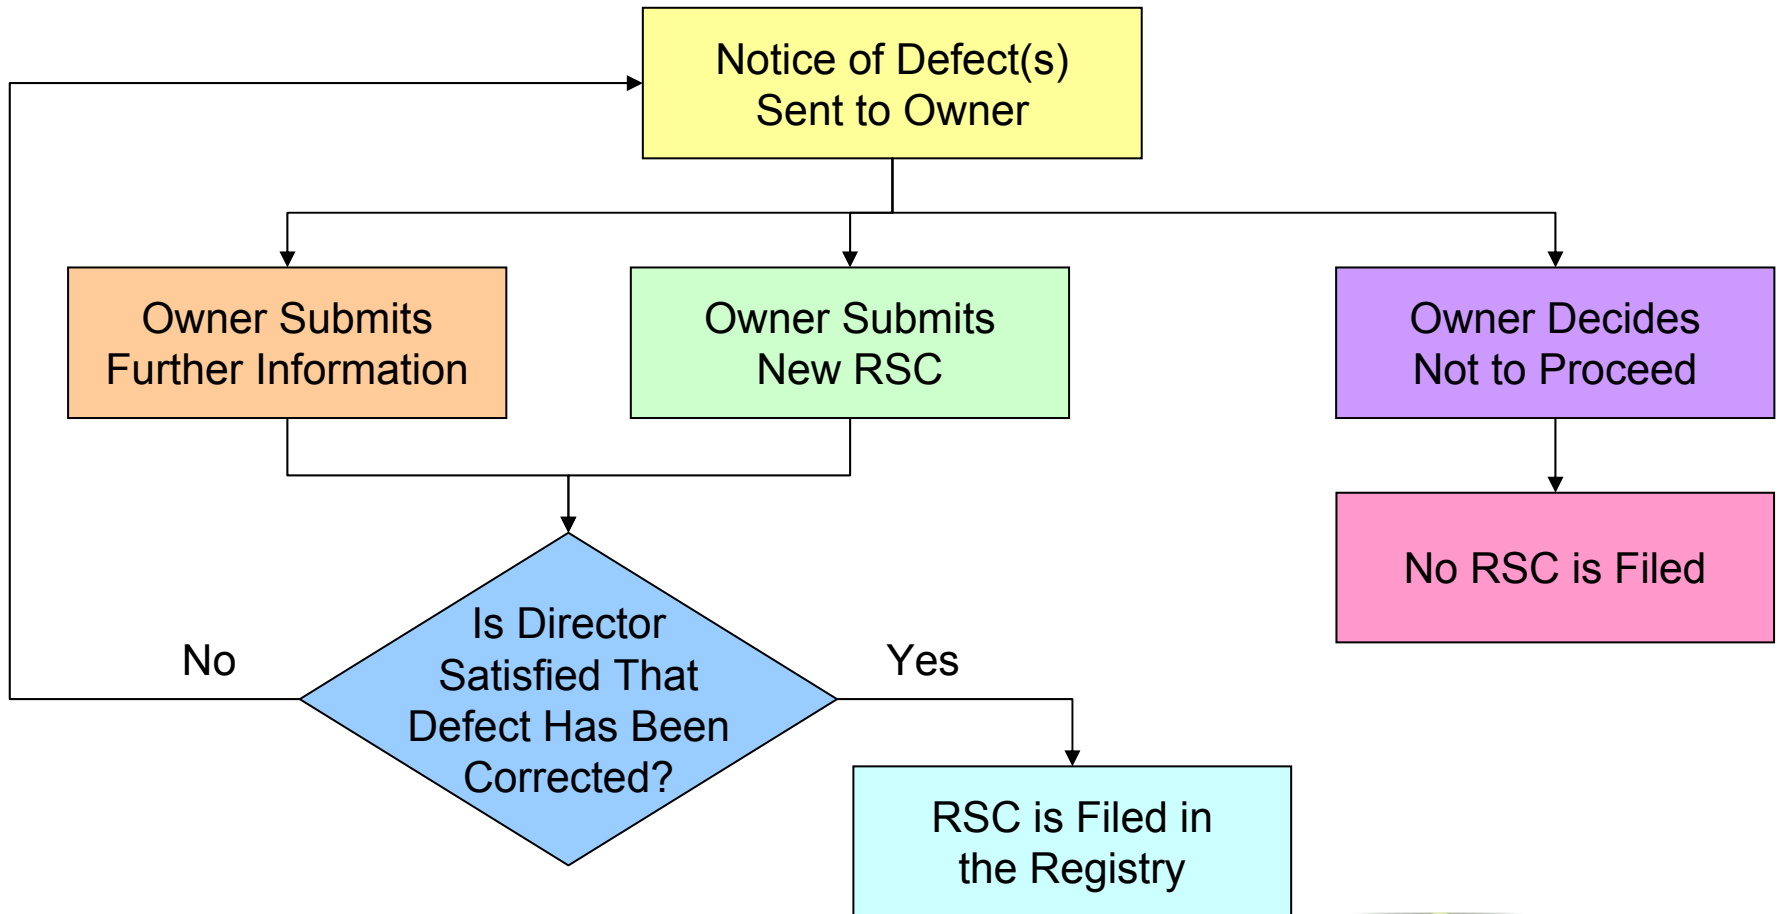 Notice of Defect(s)
Sent to Owner
Owner Submits
Further Information
Owner Submits
New RSC
Owner Decides
Not to Proceed
No RSC is Filed
Is Director
Satisfied That
Defect Has Been
Corrected?
No
Yes
RSC is Filed in
the Registry